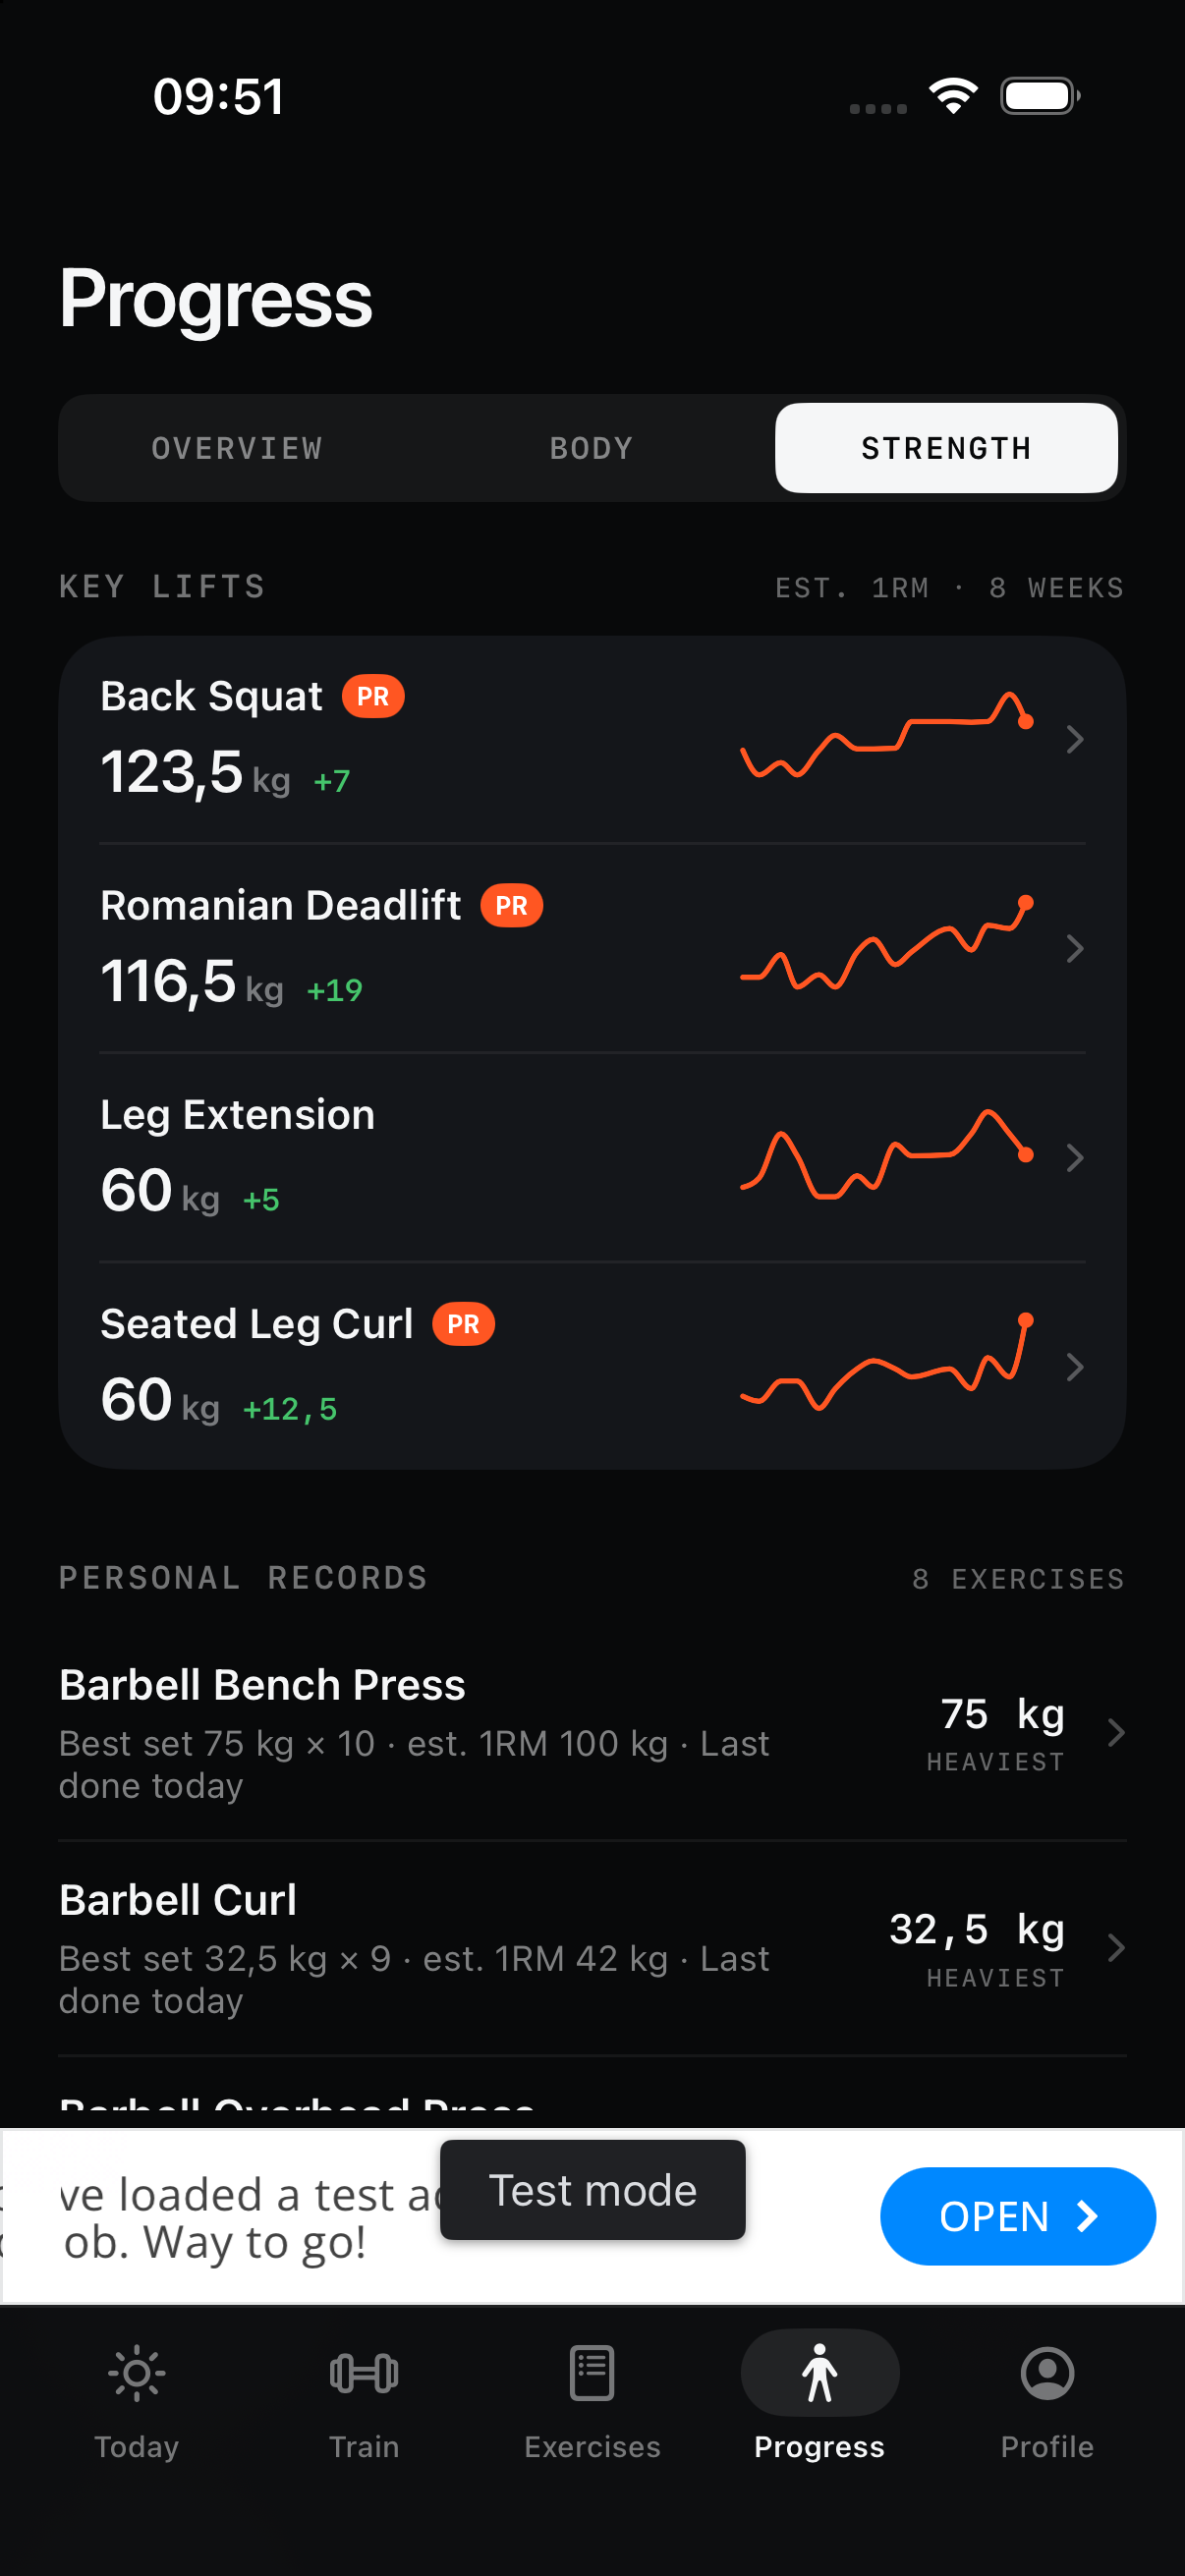 09:51
Progress
OVERVIEW
BODY
STRENGTH
KEY LIFTS
EST. 1RM · 8 WEEKS
Back Squat PR
123,5 kg +7
Romanian Deadlift PR
116,5 kg +19
Leg Extension
60 kg +5
Seated Leg Curl PR
60 kg +12,5
PERSONAL RECORDS
8 EXERCISES
Barbell Bench Press
Best set 75 kg × 10 · est. 1RM 100 kg · Last
done today
75 kg
HEAVIEST
Barbell Curl
Best set 32,5 kg × 9 · est. 1RM 42 kg · Last
done today
32,5 kg
HEAVIEST
Barbell Overhead Press
've loaded a test
ob. Way to go!
Test mode
OPEN
Today
Train
Exercises
Progress
Profile